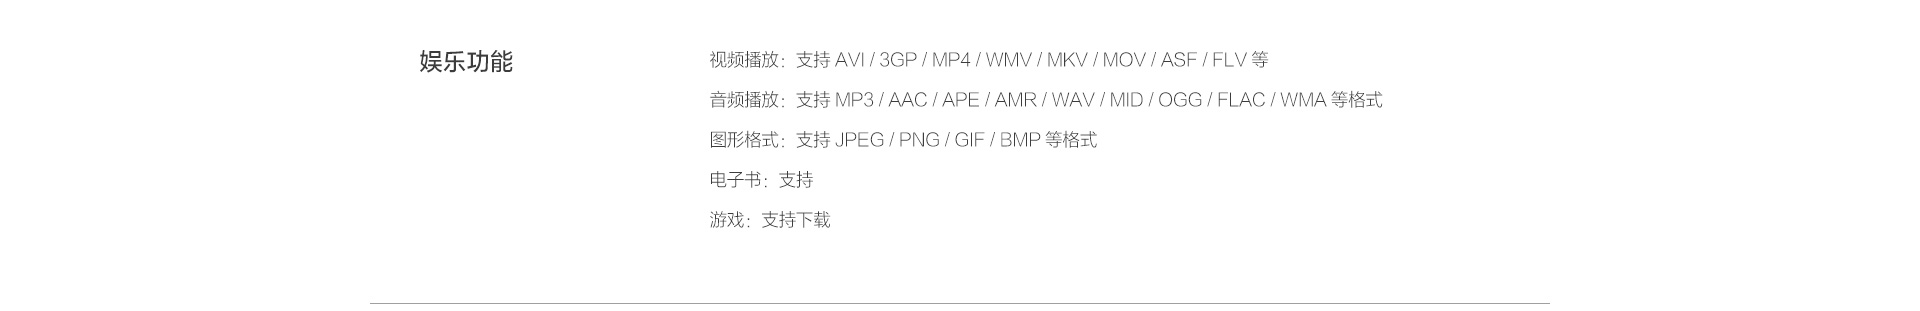 娱乐功能
视频播放：支持 AVI / 3GP / MP4 / WMV / MKV / MOV / ASF / FLV 等
音频播放：支持 MP3 / AAC / APE / AMR / WAV / MID / OGG / FLAC / WMA 等格式
图形格式：支持 JPEG / PNG / GIF / BMP 等格式
电子书：支持
游戏：支持下载